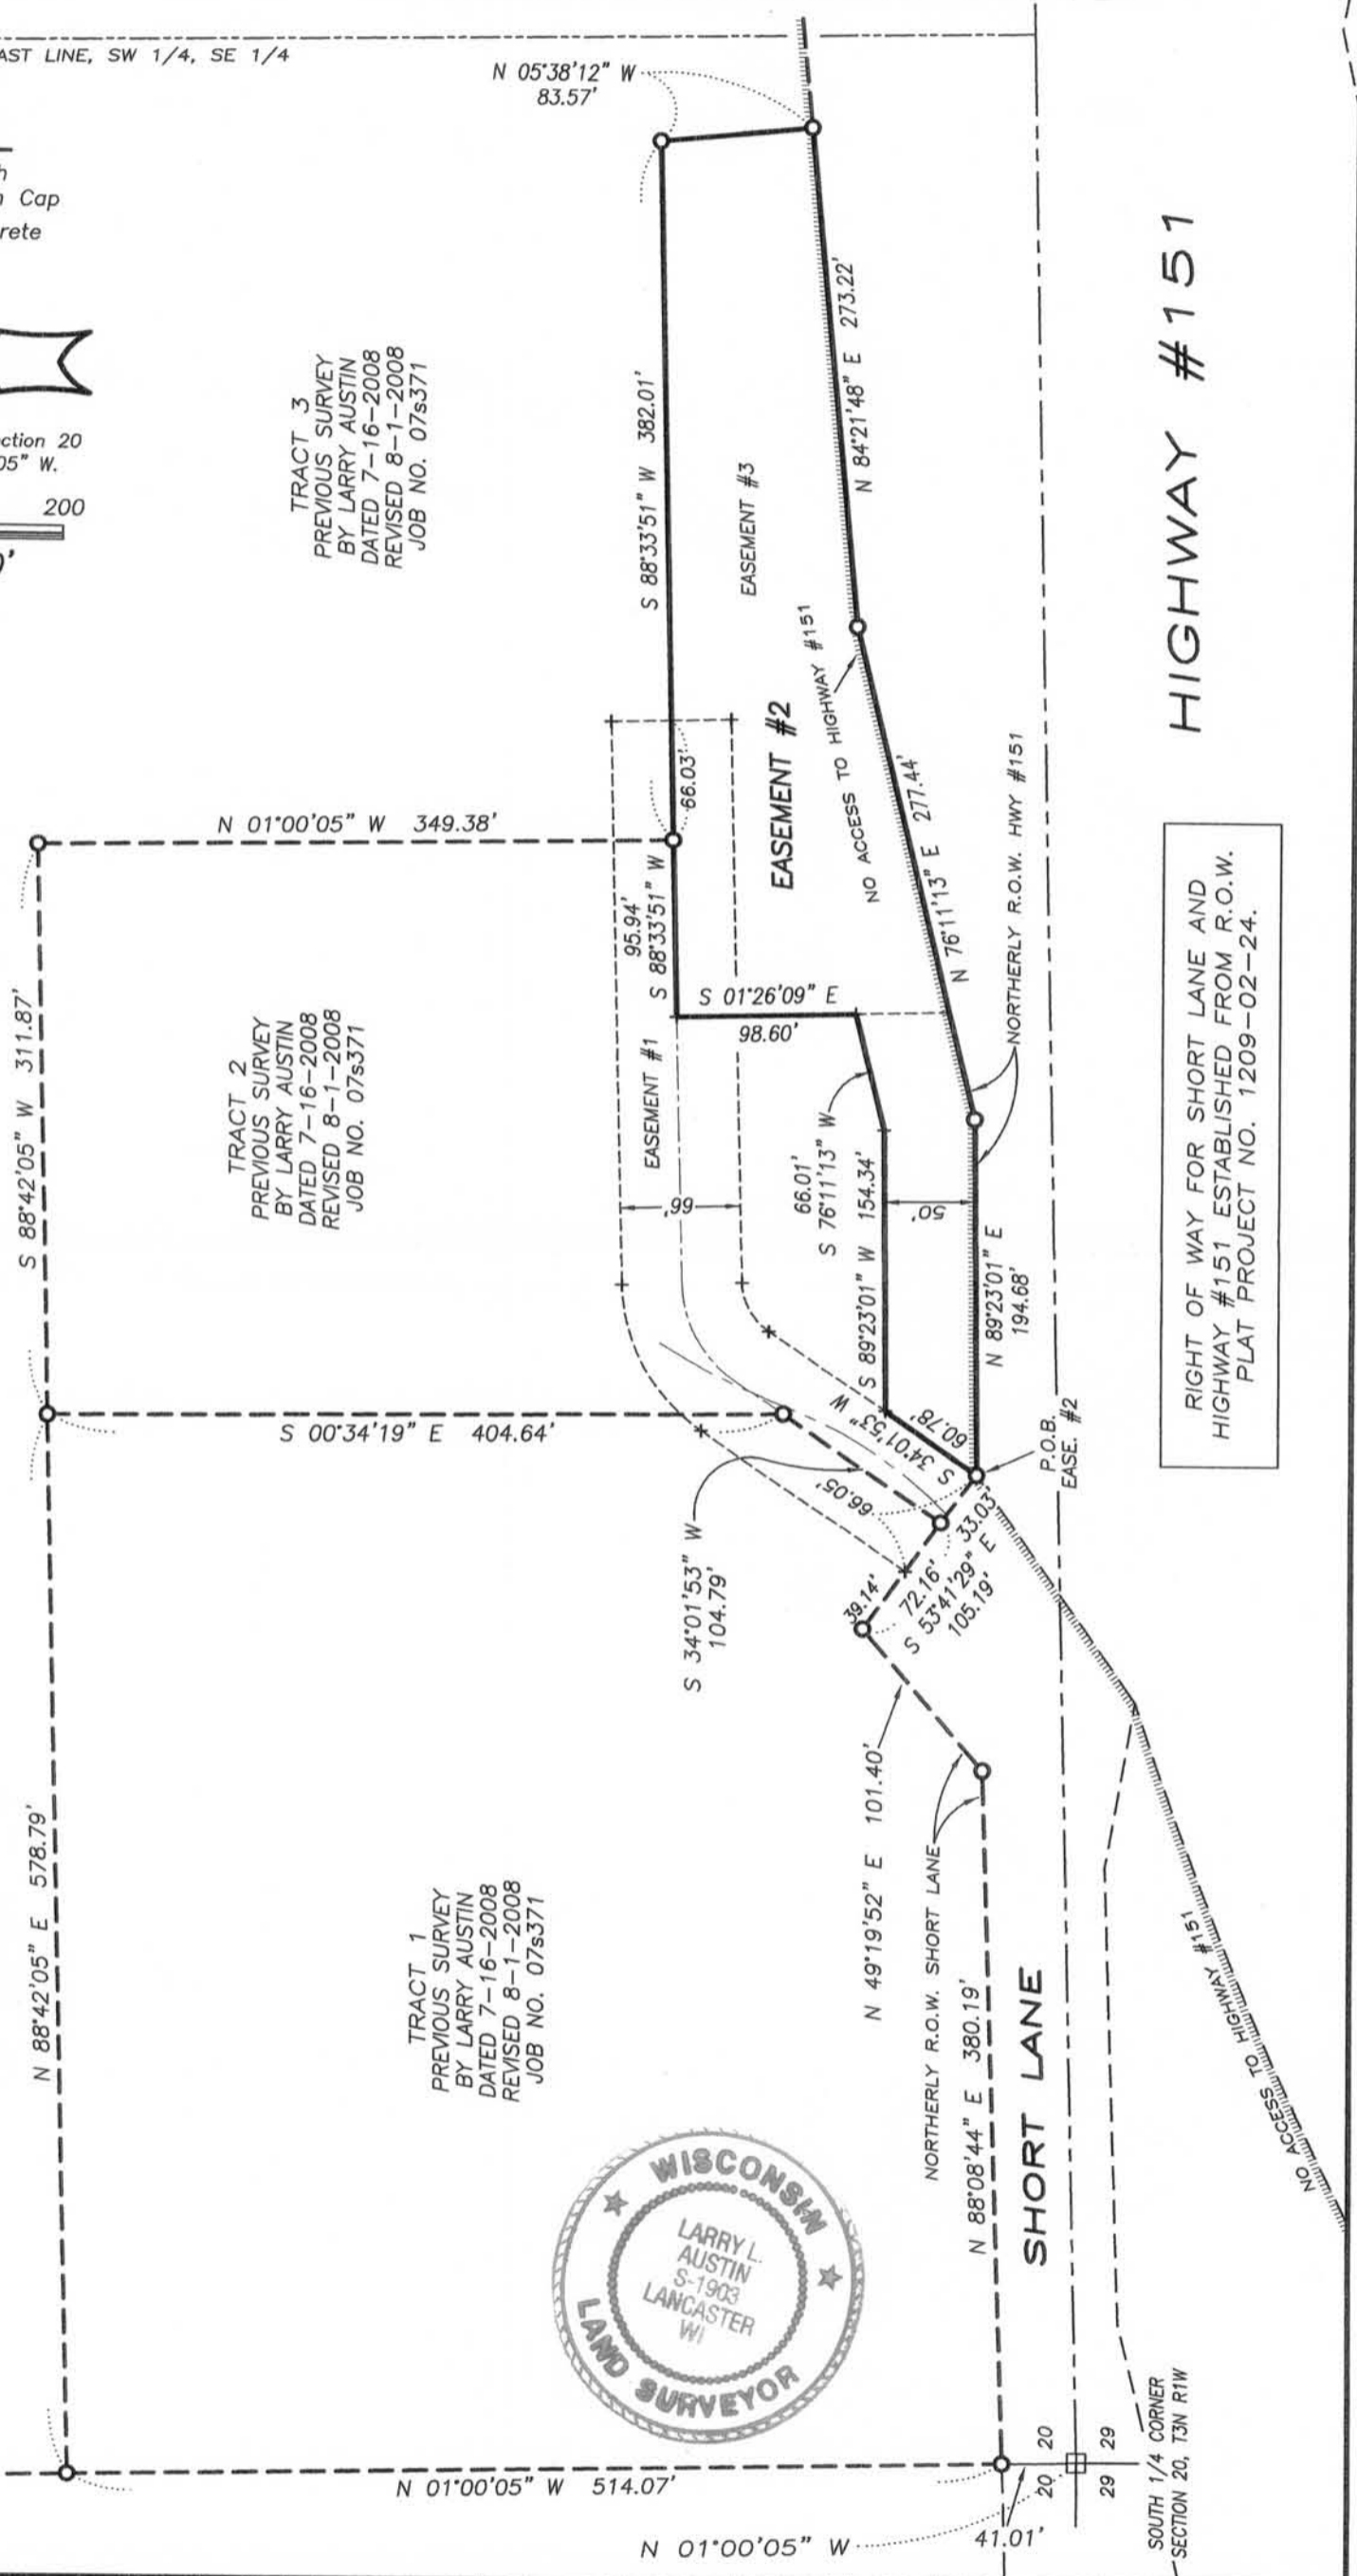 AST LINE, SW 1/4, SE 1/4
N 05°38'12" W
83.57'
Cap
rete
ction 20
05" W.
200
TRACT 3
PREVIOUS SURVEY
BY LARRY AUSTIN
DATED 7-16-2008
REVISED 8-1-2008
JOB NO. 07s371
S 88°33'51" W 382.01'
EASEMENT #3
N 84°21'48" E 273.22'
HIGHWAY #151
EASEMENT #2
NO ACCESS TO HIGHWAY #151
N 76°11'13" E 277.44'
NORTHERLY R.O.W. HWY #151
N 01°00'05" W 349.38'
66.03'
95.94'
S 88°33'51" W
S 01°26'09" E
98.60'
EASEMENT #1
66'
66.01'
S 76°11'13" W
S 89°23'01" W 154.34'
50'
N 89°23'01" E
194.68'
S 88°42'05" W 311.87'
TRACT 2
PREVIOUS SURVEY
BY LARRY AUSTIN
DATED 7-16-2008
REVISED 8-1-2008
JOB NO. 07s371
RIGHT OF WAY FOR SHORT LANE AND
HIGHWAY #151 ESTABLISHED FROM R.O.W.
PLAT PROJECT NO. 1209-02-24.
S 00°34'19" E 404.64'
S 34°01'53" W
60.78'
P.O.B.
EASE. #2
66.05'
S 34°01'53" W
104.79'
39.14'
72.16'
33.03'
S 53°41'29" E
105.19'
N 49°19'52" E 101.40'
NORTHERLY R.O.W. SHORT LANE
N 88°08'44" E 380.19'
SHORT LANE
NO ACCESS TO HIGHWAY #151
N 88°42'05" E 578.79'
TRACT 1
PREVIOUS SURVEY
BY LARRY AUSTIN
DATED 7-16-2008
REVISED 8-1-2008
JOB NO. 07s371
WISCONSIN
LARRY L.
AUSTIN
S-1903
LANCASTER
WI
LAND SURVEYOR
N 01°00'05" W 514.07'
N 01°00'05" W
41.01'
20 20
29 29
SOUTH 1/4 CORNER
SECTION 20, T3N R1W